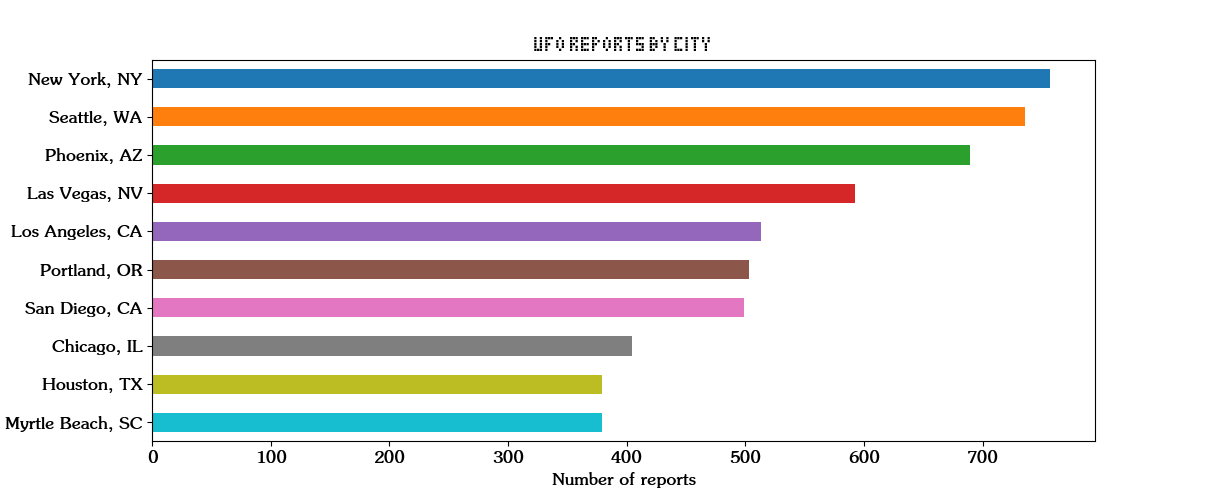 UFO REPORTS BY CITY
New York, NY
Seattle, WA
Phoenix, AZ
Las Vegas, NV
Los Angeles, CA
Portland, OR
San Diego, CA
Chicago, IL
Houston, TX
Myrtle Beach, SC
0 100 200 300 400 500 600 700
Number of reports